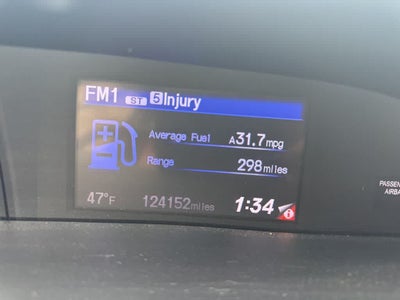 FM1 ST 5 Injury
Average Fuel A31.7mpg
Range 298miles
47°F 124152miles 1:34 i
PASSEN
AIRBA